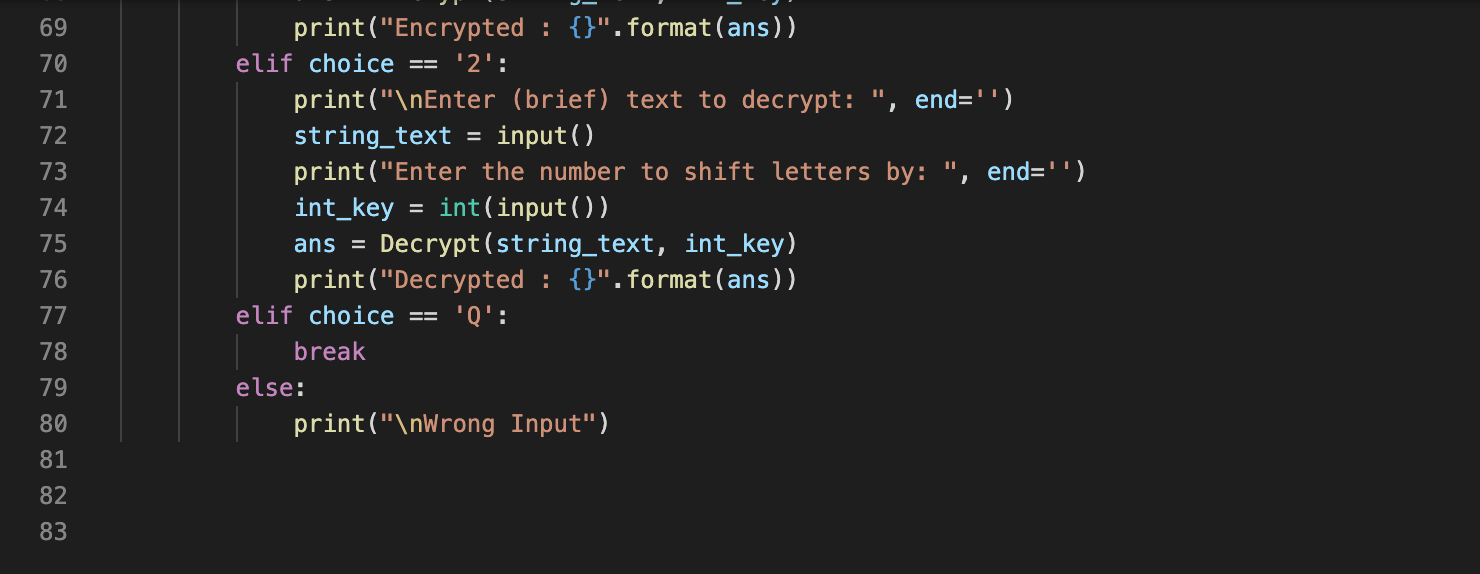 69 print("Encrypted : {}".format(ans))
70 elif choice == '2':
71 print("\nEnter (brief) text to decrypt: ", end='')
72 string_text = input()
73 print("Enter the number to shift letters by: ", end='')
74 int_key = int(input())
75 ans = Decrypt(string_text, int_key)
76 print("Decrypted : {}".format(ans))
77 elif choice == 'Q':
78 break
79 else:
80 print("\nWrong Input")
81
82
83